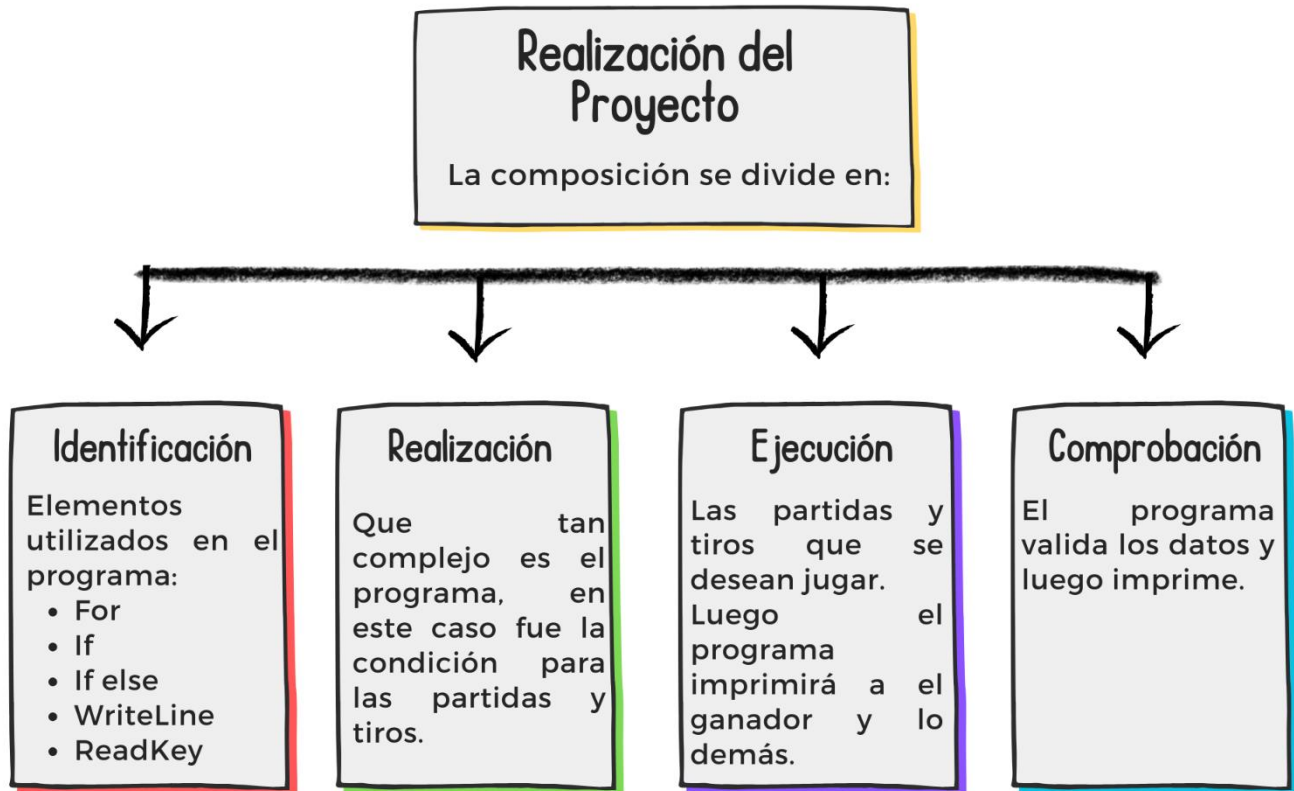 Realización del
Proyecto
La composición se divide en:
Identificación
Elementos
utilizados en el
programa:
• For
• If
• If else
• WriteLine
• ReadKey
Realización
Que tan
complejo es el
programa, en
este caso fue la
condición para
las partidas y
tiros.
Ejecución
Las partidas y
tiros que se
desean jugar.
Luego el
programa
imprimirá a el
ganador y lo
demás.
Comprobación
El programa
valida los datos y
luego imprime.